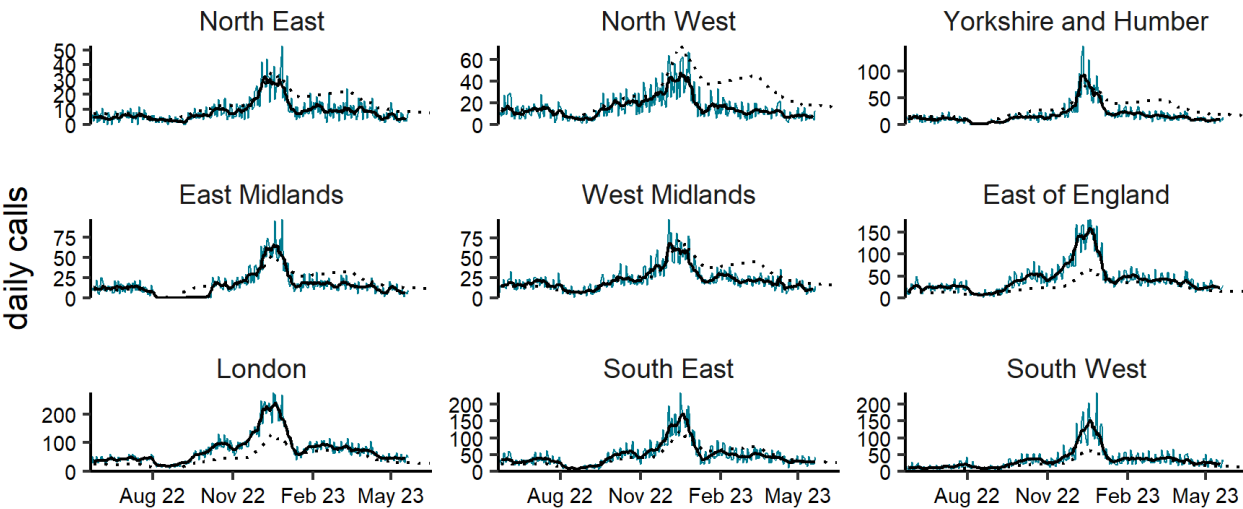 North East
North West
Yorkshire and Humber
50
40
30
20
10
0
60
40
20
0
100
50
0
East Midlands
West Midlands
East of England
75
50
25
0
75
50
25
0
150
100
50
0
daily calls
London
South East
South West
200
100
0
200
150
100
50
0
200
150
100
50
0
Aug 22 Nov 22 Feb 23 May 23
Aug 22 Nov 22 Feb 23 May 23
Aug 22 Nov 22 Feb 23 May 23